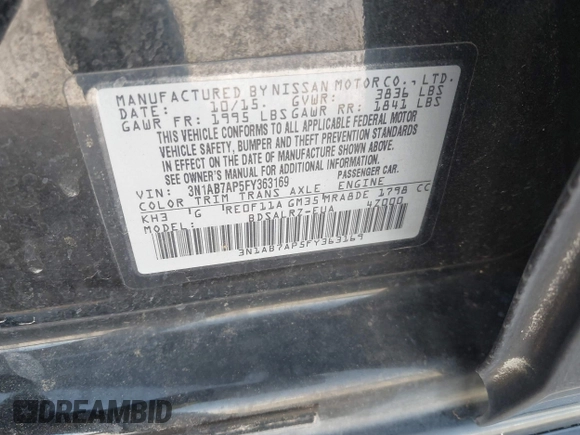 MANUFACTURED BY NISSAN MOTOR CO., LTD.
DATE: 10/15 GVWR: 3836 LBS
GAWR FR: 1995 LBS GAWR RR: 1841 LBS
THIS VEHICLE CONFORMS TO ALL APPLICABLE FEDERAL MOTOR
VEHICLE SAFETY, BUMPER AND THEFT PREVENTION STANDARDS
IN EFFECT ON THE DATE OF MANUFACTURE SHOWN ABOVE.
SEE OWNERS MANUAL FOR ADDITIONAL INFORMATION.
VIN: 3N1AB7AP5FY363169 PASSENGER CAR.
COLOR TRIM TRANS AXLE ENGINE
KH3 G RE0F11A GM35 MRA8DE 1798 CC
MODEL: BDSALRZ-EUA 47000
3N1AB7AP5FY363169
DREAMBID